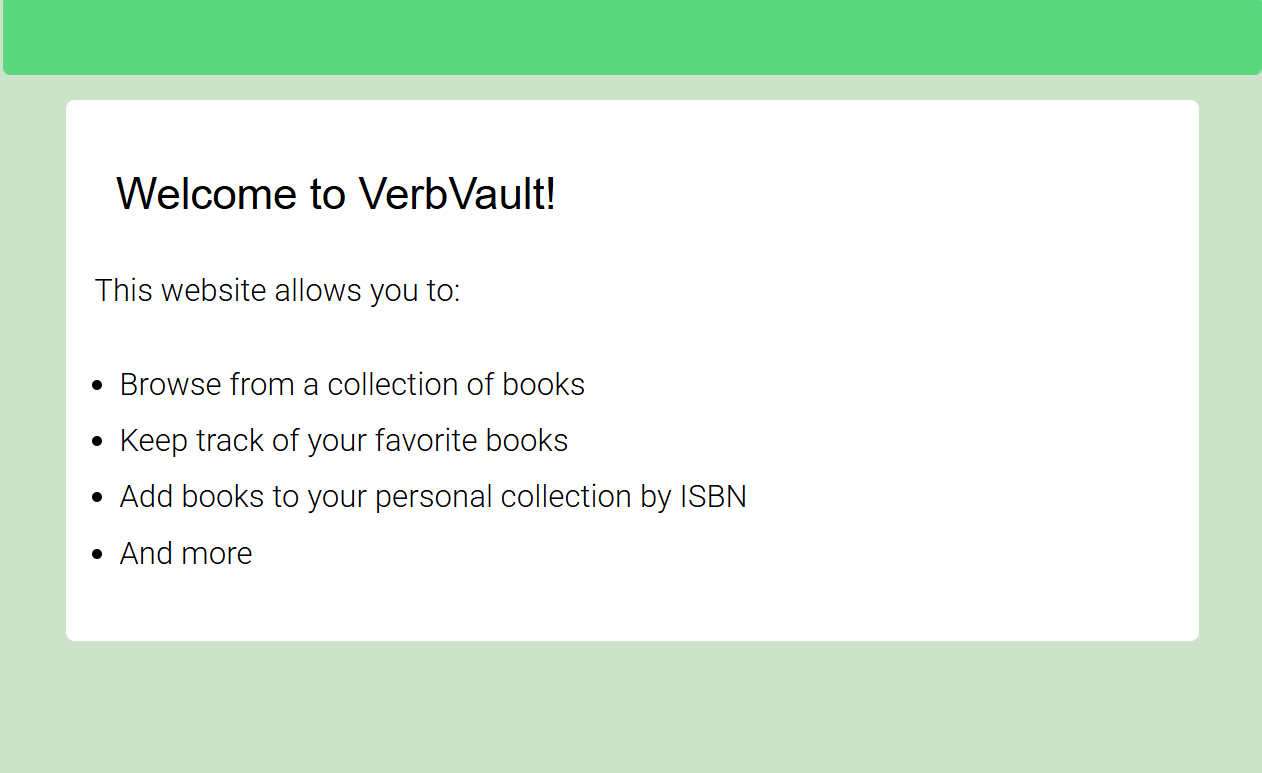 Welcome to VerbVault!
This website allows you to:
Browse from a collection of books
Keep track of your favorite books
Add books to your personal collection by ISBN
And more